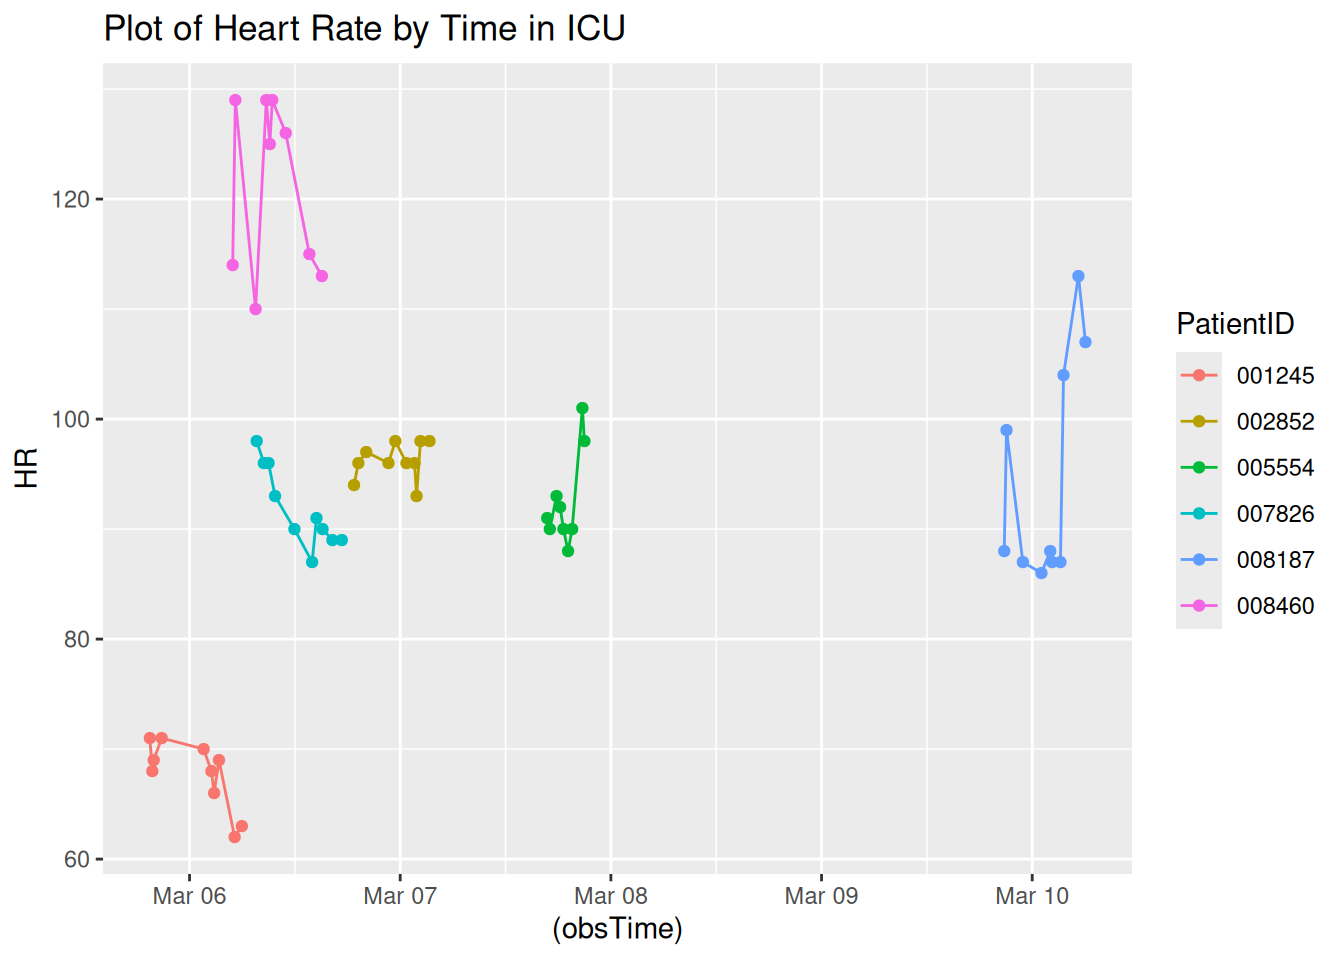 Plot of Heart Rate by Time in ICU
HR
120
100
80
60
Mar 06
Mar 07
Mar 08
Mar 09
Mar 10
(obsTime)
PatientID
001245
002852
005554
007826
008187
008460